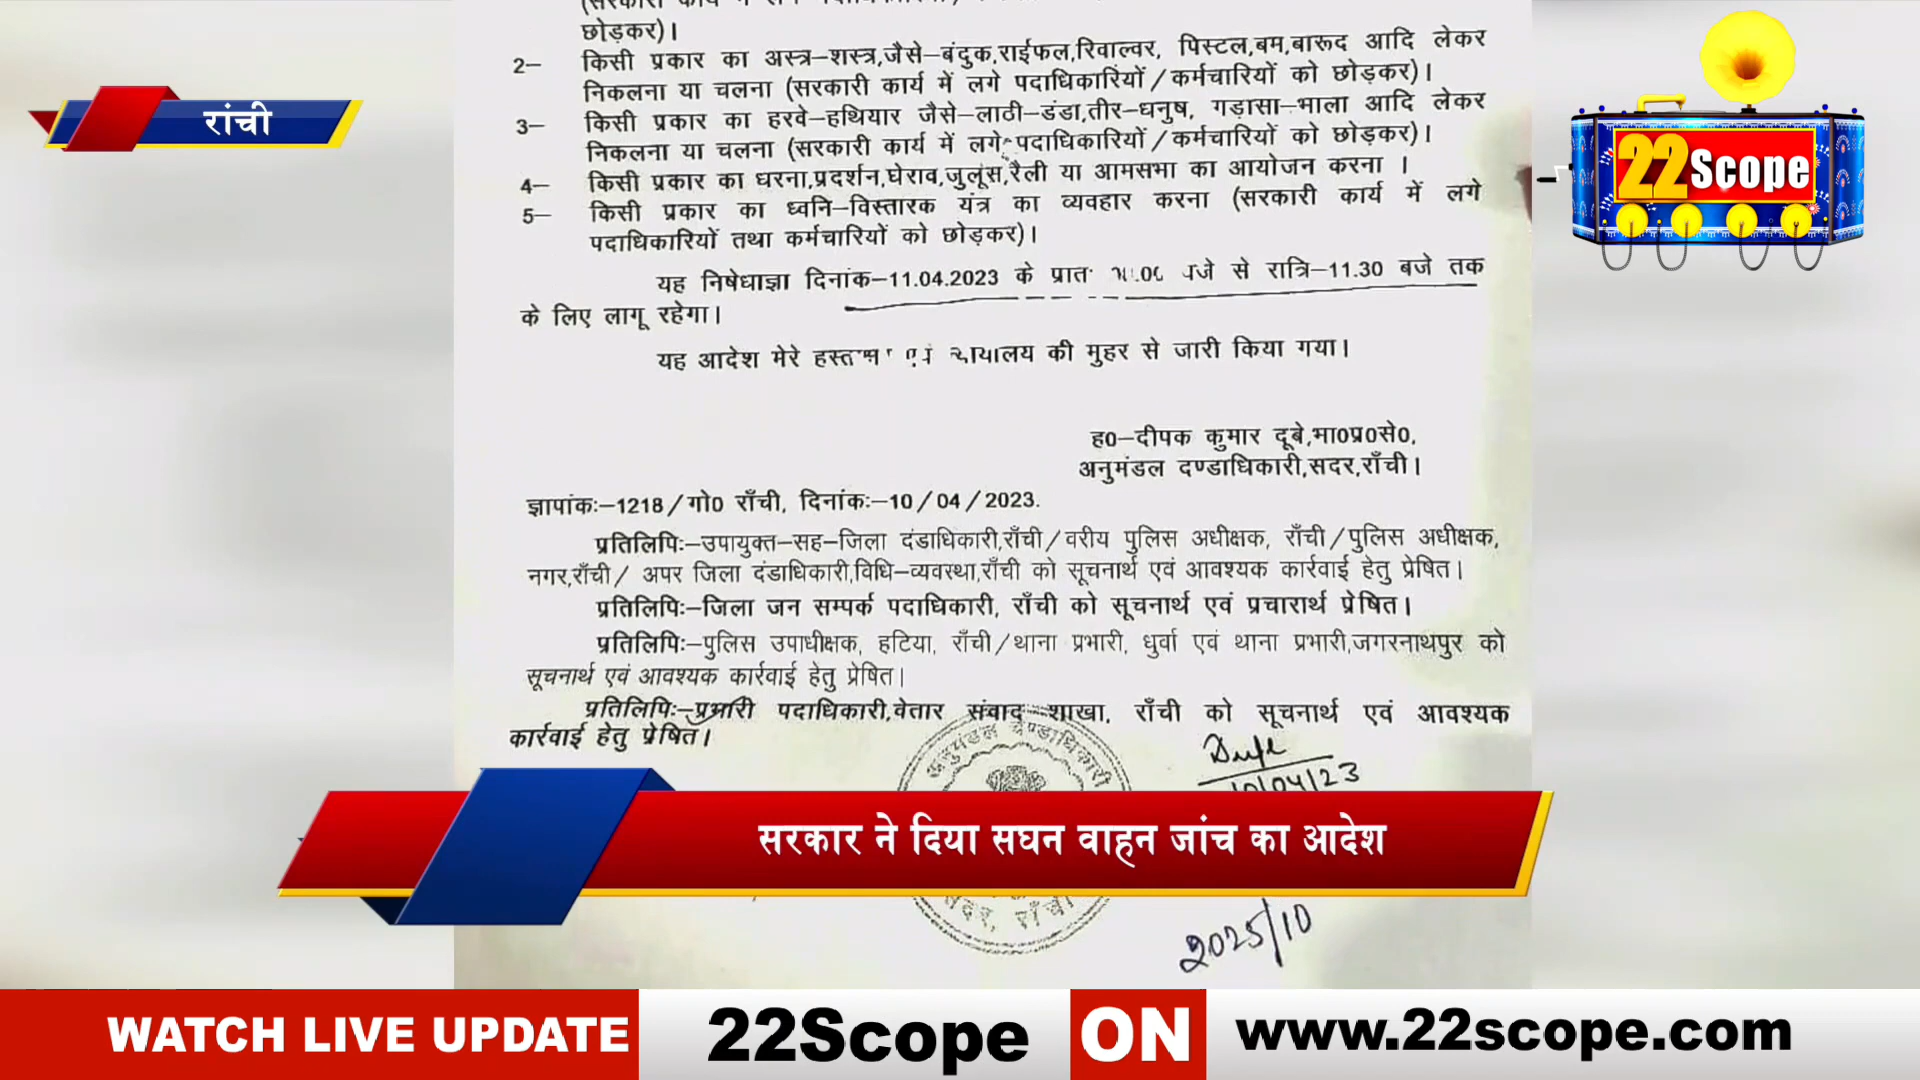 छोड़कर)।
2– किसी प्रकार का अस्त्र–शस्त्र,जैसे–बंदुक,राईफल,रिवाल्वर, पिस्टल,बम,बारूद आदि लेकर
निकलना या चलना (सरकारी कार्य में लगे पदाधिकारियों/कर्मचारियों को छोड़कर)।
3– किसी प्रकार का हरवे–हथियार जैसे–लाठी–डंडा,तीर–धनुष, गड़ासा–भाला आदि लेकर
निकलना या चलना (सरकारी कार्य में लगे पदाधिकारियों/कर्मचारियों को छोड़कर)।
4– किसी प्रकार का धरना,प्रदर्शन,घेराव,जुलूस,रैली या आमसभा का आयोजन करना ।
5– किसी प्रकार का ध्वनि–विस्तारक यंत्र का व्यवहार करना (सरकारी कार्य में लगे
पदाधिकारियों तथा कर्मचारियों को छोड़कर)।
यह निषेधाज्ञा दिनांक–11.04.2023 के प्रात से रात्रि–11.30 बजे तक
के लिए लागू रहेगा।
यह आदेश मेरे की मुहर से जारी किया गया।
ह0–दीपक कुमार दूबे,भा0प्र0से0,
अनुमंडल दण्डाधिकारी,सदर,राँची।
ज्ञापांकः–1218/गो0 राँची, दिनांकः–10/04/2023.
प्रतिलिपिः–उपायुक्त–सह–जिला दंडाधिकारी,राँची/वरीय पुलिस अधीक्षक, राँची/पुलिस अधीक्षक,
नगर,राँची/ अपर जिला दंडाधिकारी,विधि–व्यवस्था,राँची को सूचनार्थ एवं आवश्यक कार्रवाई हेतु प्रेषित।
प्रतिलिपिः–जिला जन सम्पर्क पदाधिकारी, राँची को सूचनार्थ एवं प्रचारार्थ प्रेषित।
प्रतिलिपिः–पुलिस उपाधीक्षक, हटिया, राँची/थाना प्रभारी, धुर्वा एवं थाना प्रभारी,जगरनाथपुर को
सूचनार्थ एवं आवश्यक कार्रवाई हेतु प्रेषित।
प्रतिलिपिः–प्रभारी पदाधिकारी,वेतार संवाद शाखा, राँची को सूचनार्थ एवं आवश्यक
कार्रवाई हेतु प्रेषित।
अनुमंडल दण्डाधिकारी
सदर, राँची
10/04/23
2025/10
रांची
22Scope
सरकार ने दिया सघन वाहन जांच का आदेश
WATCH LIVE UPDATE 22Scope ON www.22scope.com